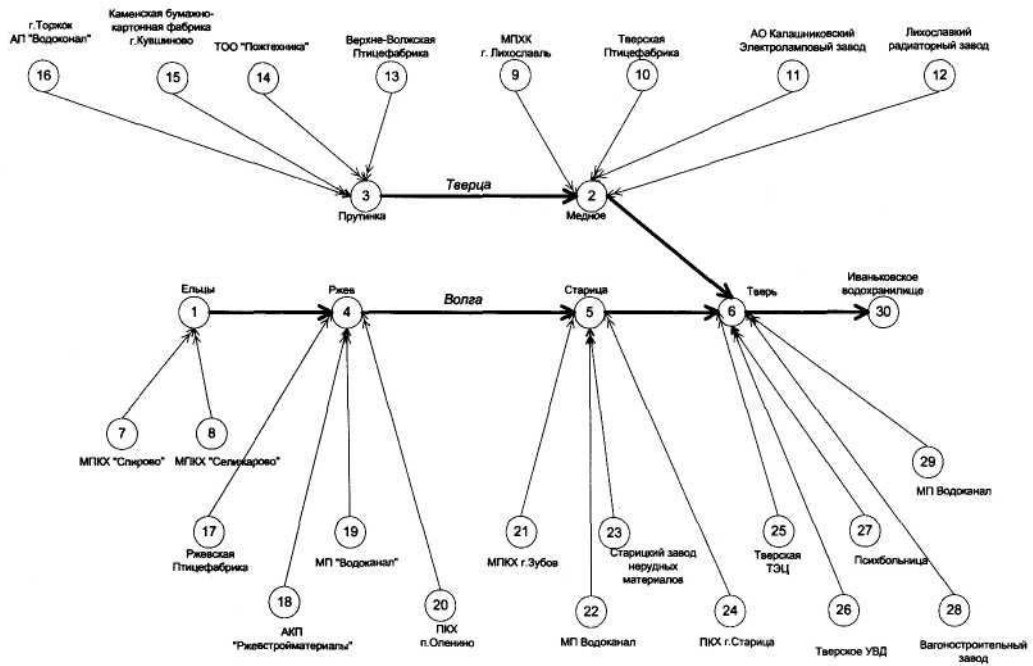 г.Торжок
АП "Водоконал"
16
Каменская бумажно-
картонная фабрика
г.Кувшиново
15
ТОО "Пожтехника"
14
Верхне-Волжская
Птицефабрика
13
МПХК
г. Лихославль
9
Тверская
Птицефабрика
10
АО Калашниковский
Электроламповый завод
11
Лихославкий
радиаторный завод
12
3
Прутинка
Тверца
2
Медное
Ельцы
1
Ржев
4
Волга
Старица
5
Тверь
6
Иваньковское
водохранилище
30
7
МПКХ "Спирово"
8
МПКХ "Селижарово"
17
Ржевская
Птицефабрика
18
АКП
"Ржевстройматериалы"
19
МП "Водоканал"
20
ПКХ
п.Оленино
21
МПКХ г.Зубов
22
МП Водоканал
23
Старицкий завод
нерудных
материалов
24
ПКХ г.Старица
25
Тверская
ТЭЦ
26
Тверское УВД
27
Психбольница
28
Вагоностроительный
завод
29
МП Водоканал